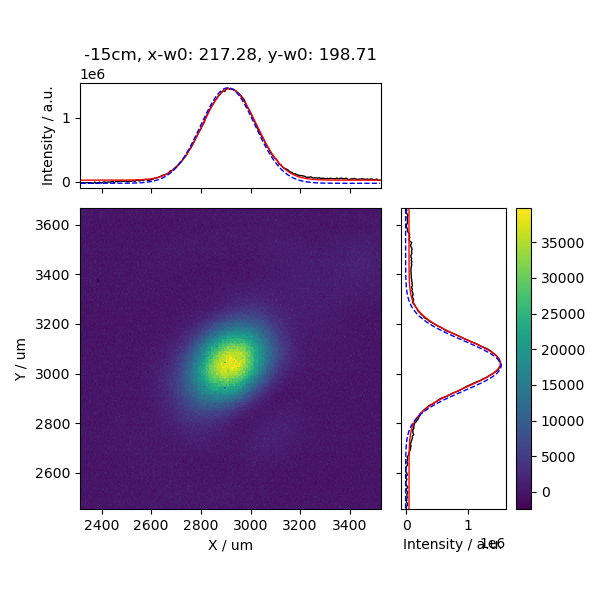 -15cm, x-w0: 217.28, y-w0: 198.71
1e6
Intensity / a.u.
1
0
Y / um
3600
3400
3200
3000
2800
2600
2400 2600 2800 3000 3200 3400
X / um
0 1
Intensity / a.u.
1e6
35000
30000
25000
20000
15000
10000
5000
0